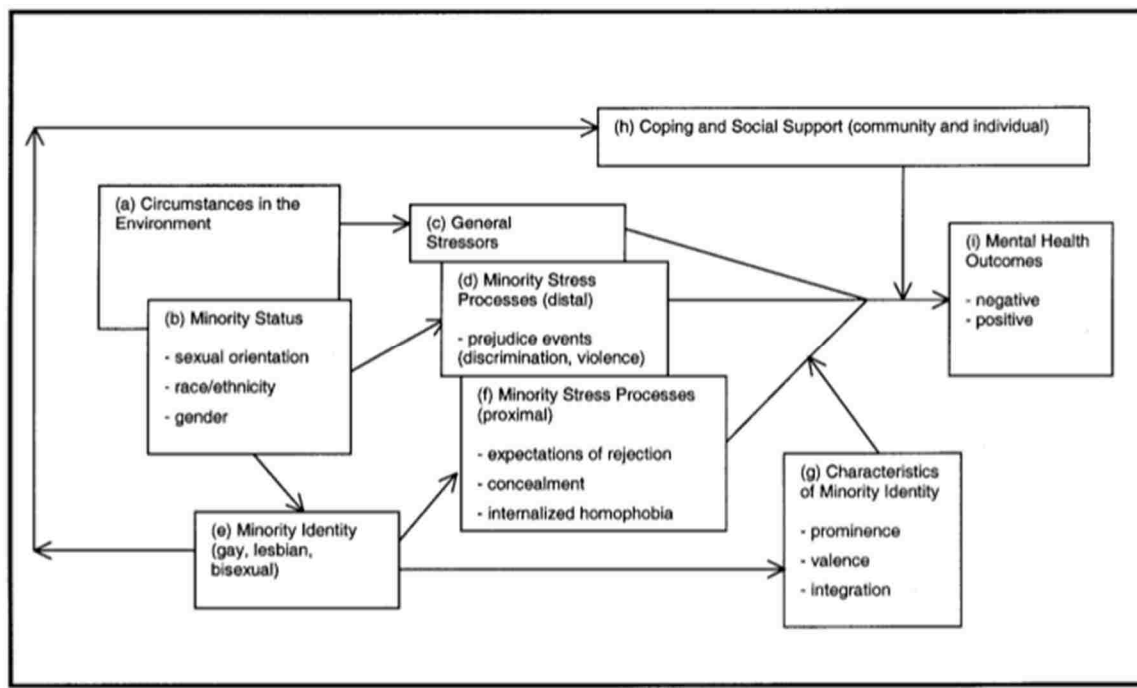 (h) Coping and Social Support (community and individual)
(a) Circumstances in the
Environment
(c) General
Stressors
(i) Mental Health
Outcomes
- negative
- positive
(d) Minority Stress
Processes (distal)
- prejudice events
(discrimination, violence)
(b) Minority Status
- sexual orientation
- race/ethnicity
- gender
(f) Minority Stress Processes
(proximal)
- expectations of rejection
- concealment
- internalized homophobia
(g) Characteristics
of Minority Identity
- prominence
- valence
- integration
(e) Minority Identity
(gay, lesbian,
bisexual)